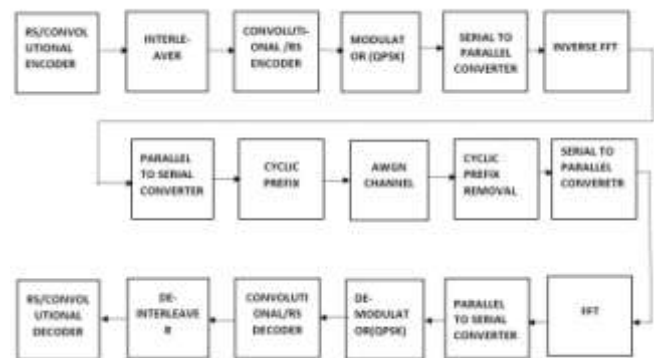 RS/CONVOL
UTIONAL
ENCODER
INTERLE-
AVER
CONVOLUTI-
ONAL /RS
ENCODER
MODULAT
OR (QPSK)
SERIAL TO
PARALLEL
CONVERTER
INVERSE FFT
PARALLEL
TO SERIAL
CONVERTER
CYCLIC
PREFIX
AWGN
CHANNEL
CYCLIC
PREFIX
REMOVAL
SERIAL TO
PARALLEL
CONVERETR
RS/CONVOL
UTIONAL
DECODER
DE-
INTERLEAVE
R
CONVOLUTI
ONAL/RS
DECODER
DE-
MODULAT
OR(QPSK)
PARALLEL
TO SERIAL
CONVERTER
FFT